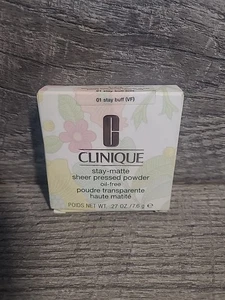 01 stay buff (VF)
C
CLINIQUE
stay-matte
sheer pressed powder
oil-free
poudre transparente
haute matité
POIDS NET WT. .27 OZ./7.6 g ℮